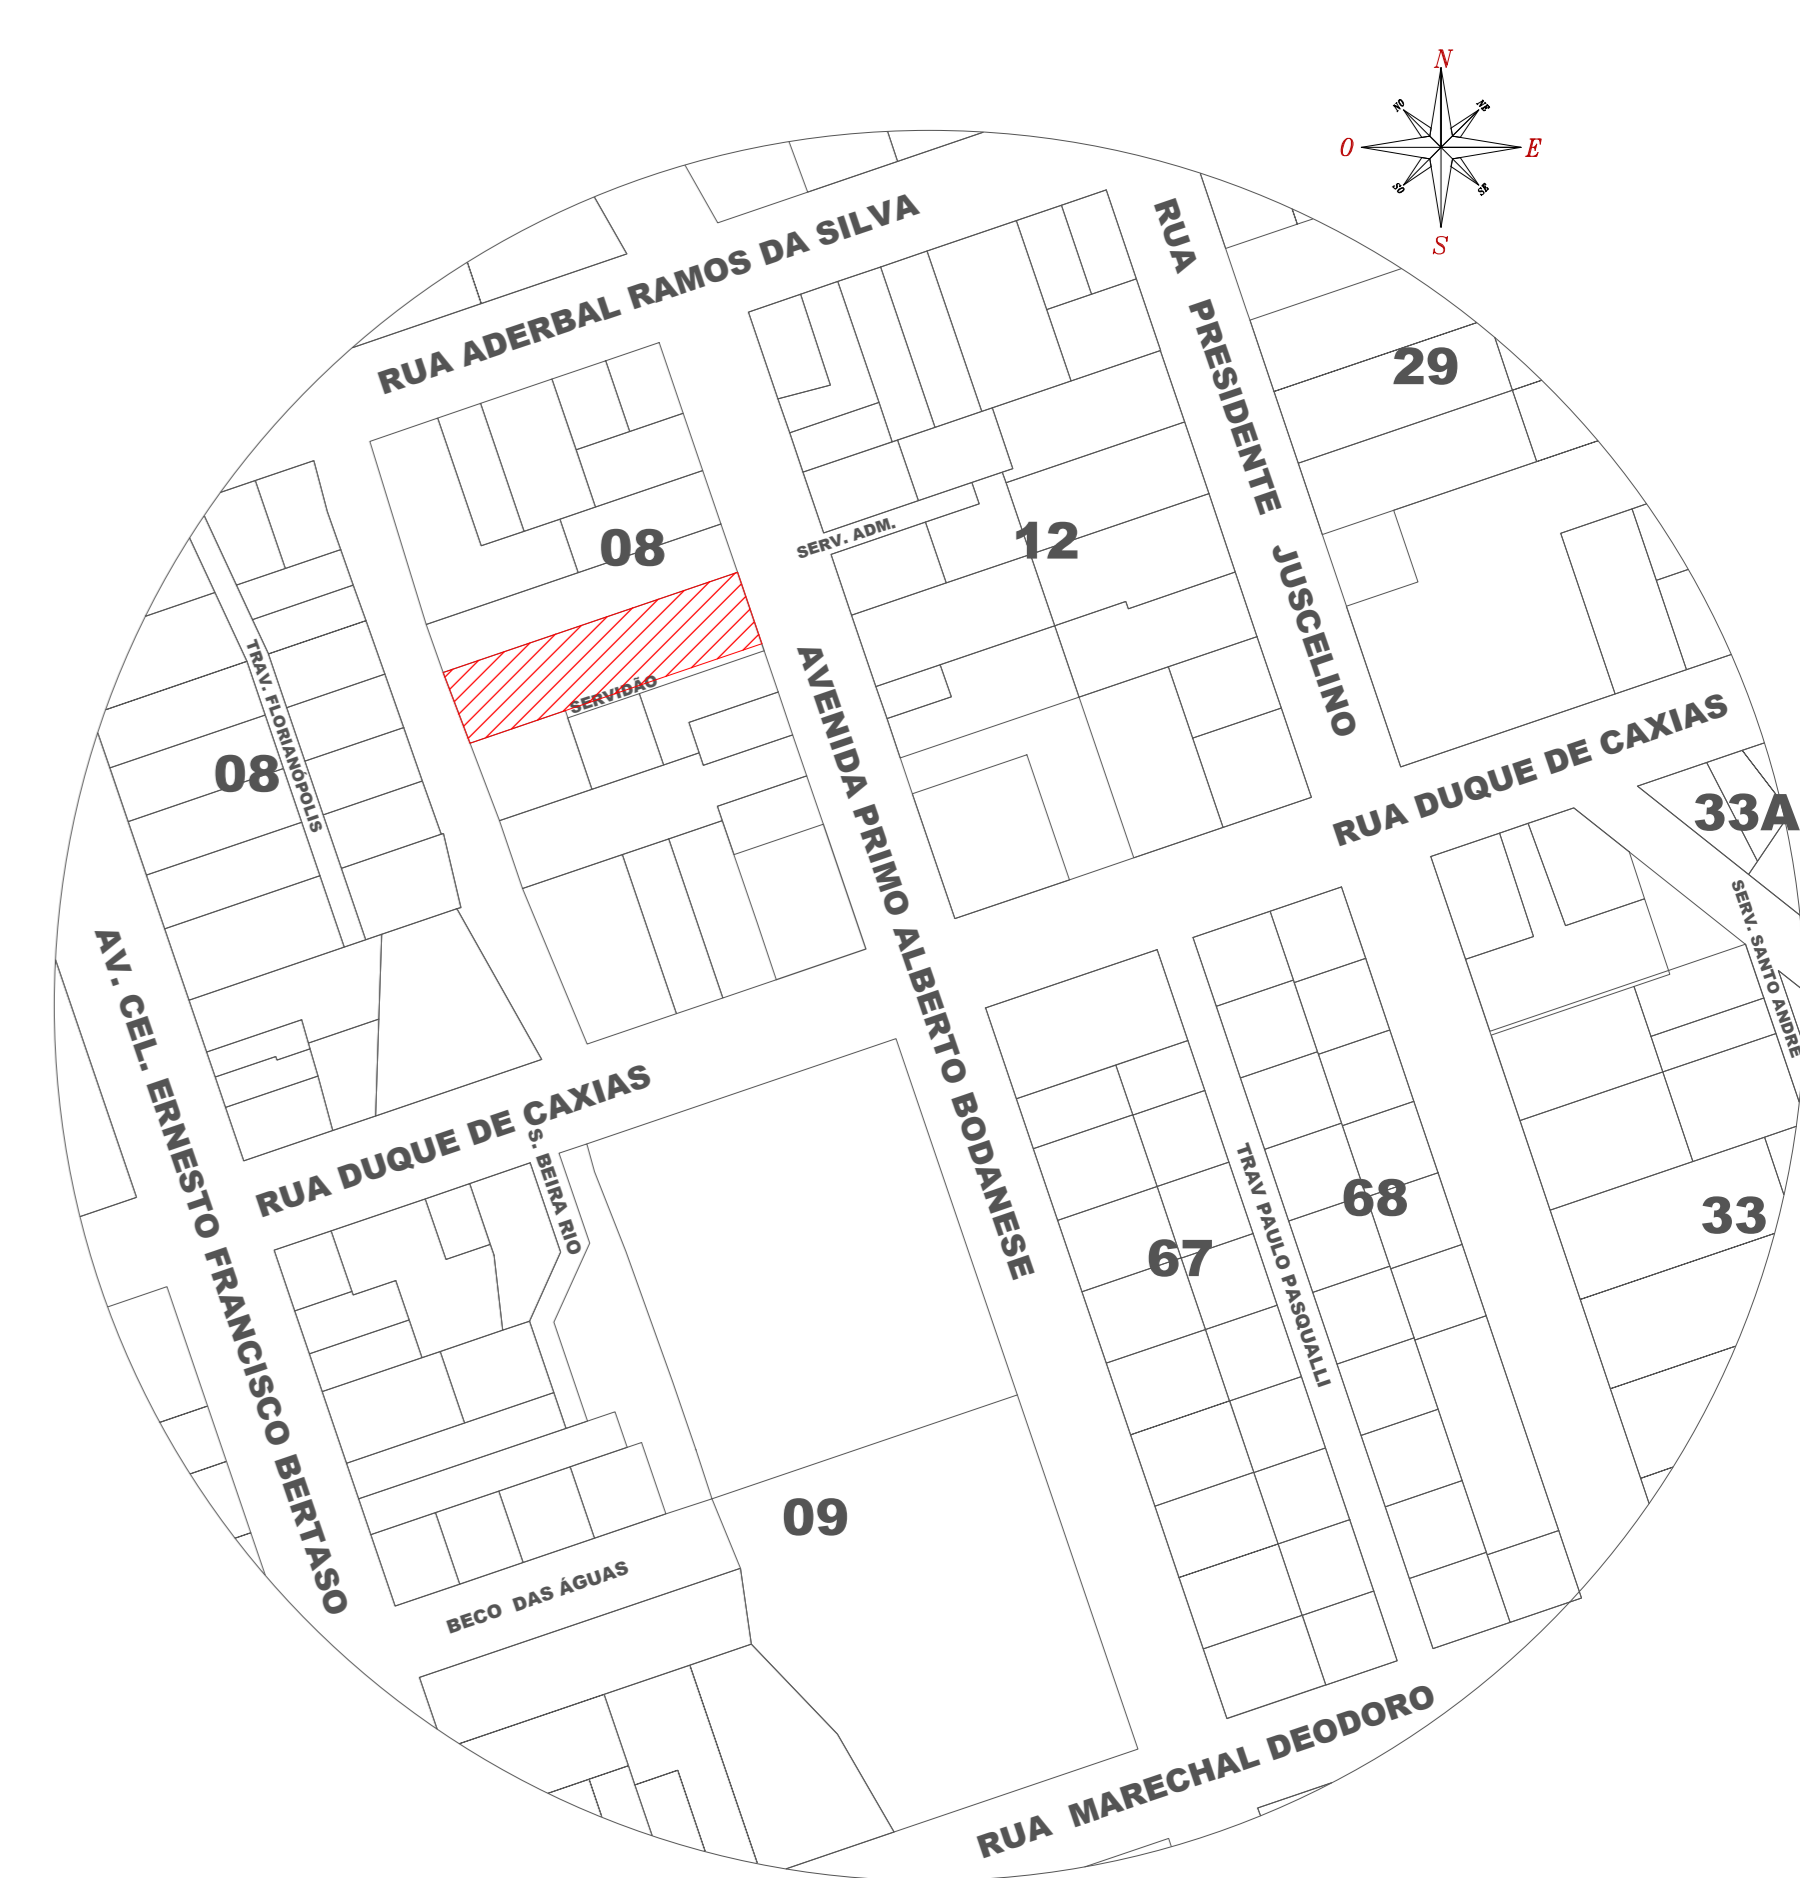 N
NO
NE
O
E
SO
SE
S
RUA ADERBAL RAMOS DA SILVA
RUA PRESIDENTE JUSCELINO
29
08
SERV. ADM.
12
SERVIDÃO
TRAV. FLORIANÓPOLIS
08
AVENIDA PRIMO ALBERTO BODANESE
RUA DUQUE DE CAXIAS
33A
SERV. SANTO ANDRE
AV. CEL. ERNESTO FRANCISCO BERTASO
RUA DUQUE DE CAXIAS
S. BEIRA RIO
TRAV PAULO PASQUALLI
68
67
33
09
BECO DAS ÁGUAS
RUA MARECHAL DEODORO